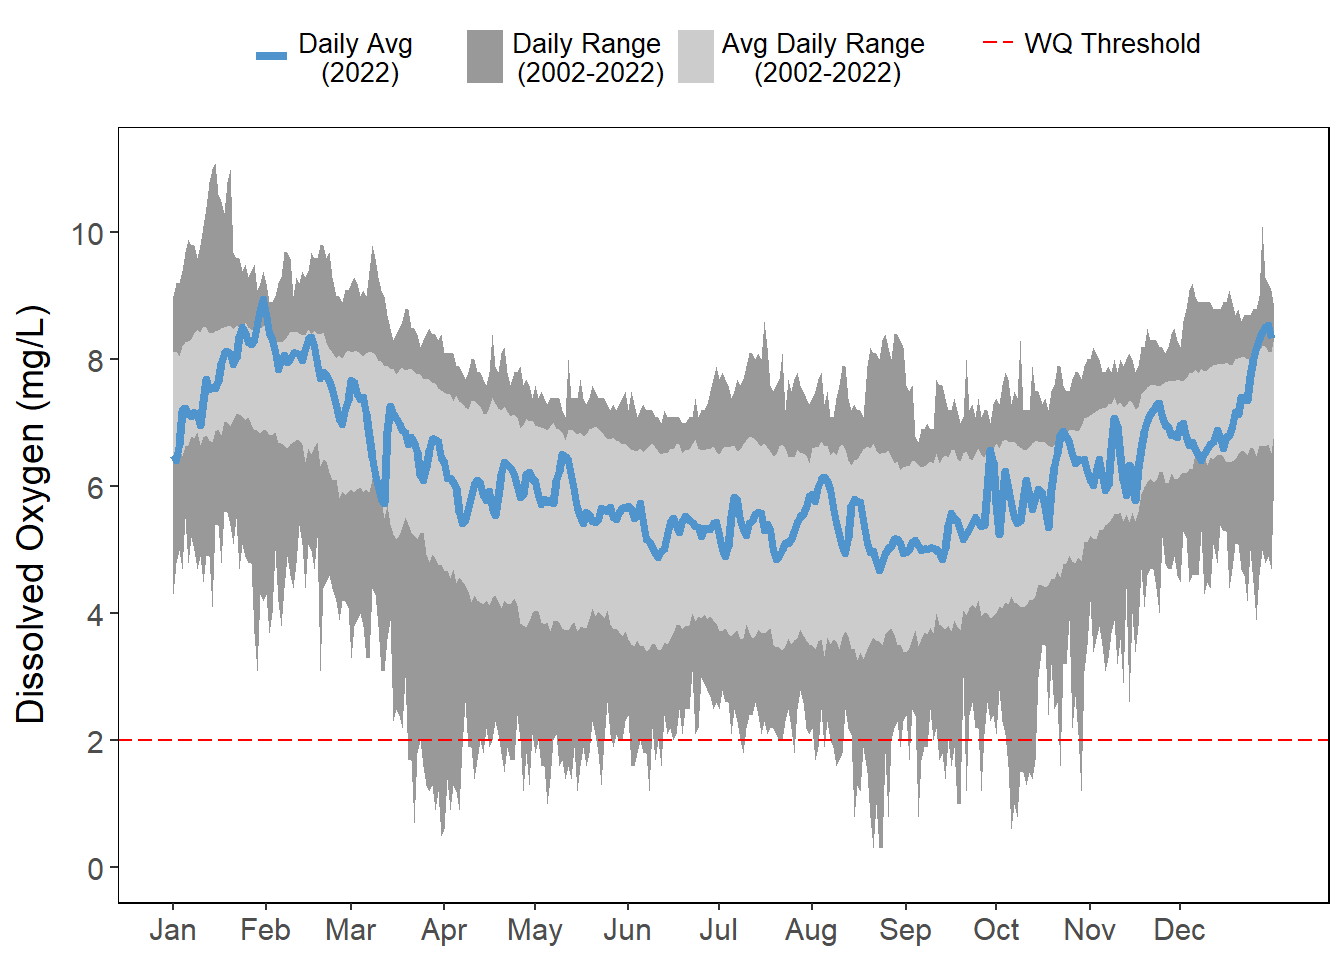 Daily Avg
(2022)
Daily Range
(2002-2022)
Avg Daily Range
(2002-2022)
WQ Threshold
Dissolved Oxygen (mg/L)
10
8
6
4
2
0
Jan Feb Mar Apr May Jun Jul Aug Sep Oct Nov Dec